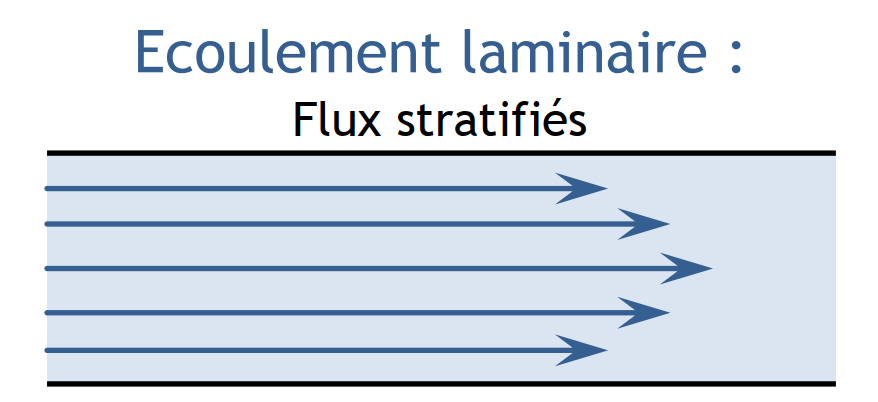 Ecoulement laminaire :
Flux stratifiés